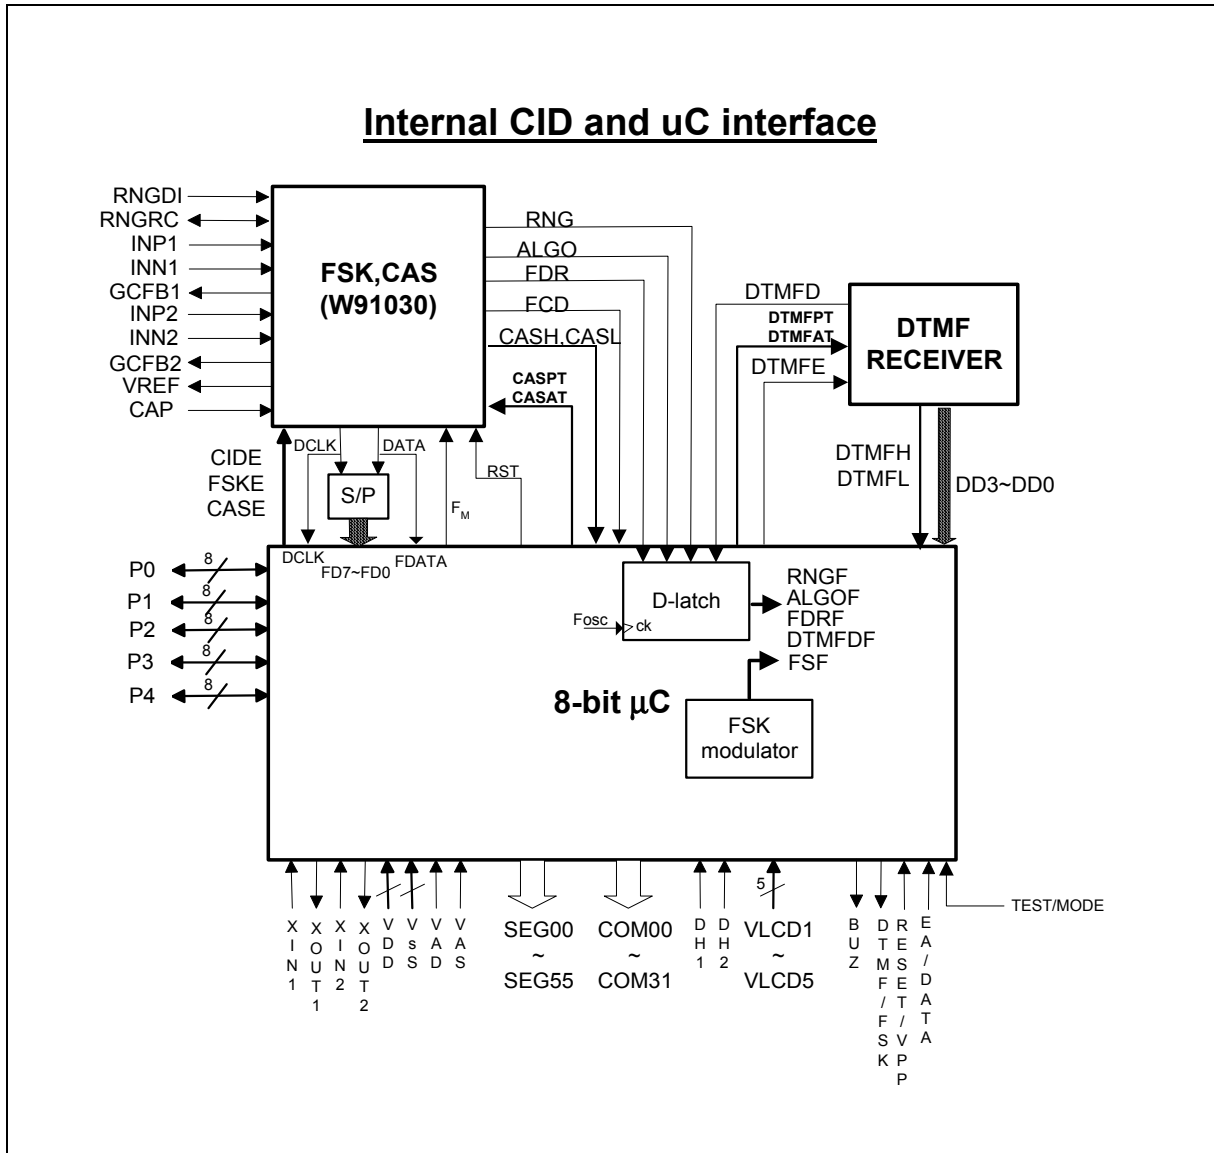 Internal CID and uC interface
RNGDI
RNGRC
INP1
INN1
GCFB1
INP2
INN2
GCFB2
VREF
CAP
FSK,CAS
(W91030)
RNG
ALGO
FDR
FCD
CASH,CASL
CASPT
CASAT
DTMFD
DTMFPT
DTMFAT
DTMFE
DTMF
RECEIVER
CIDE
FSKE
CASE
DCLK
DATA
S/P
FM
RST
DTMFH
DTMFL
DD3~DD0
DCLK
FD7~FD0
FDATA
P0
8
P1
8
P2
8
P3
8
P4
8
Fosc
ck
D-latch
RNGF
ALGOF
FDRF
DTMFDF
FSF
8-bit μC
FSK
modulator
XIN1
XOUT1
XIN2
XOUT2
VDD
VsS
VAD
VAS
SEG00
~
SEG55
COM00
~
COM31
DH1
DH2
5
VLCD1
~
VLCD5
BUZ
DTMF/FSK
RESET/VPP
EA/DATA
TEST/MODE